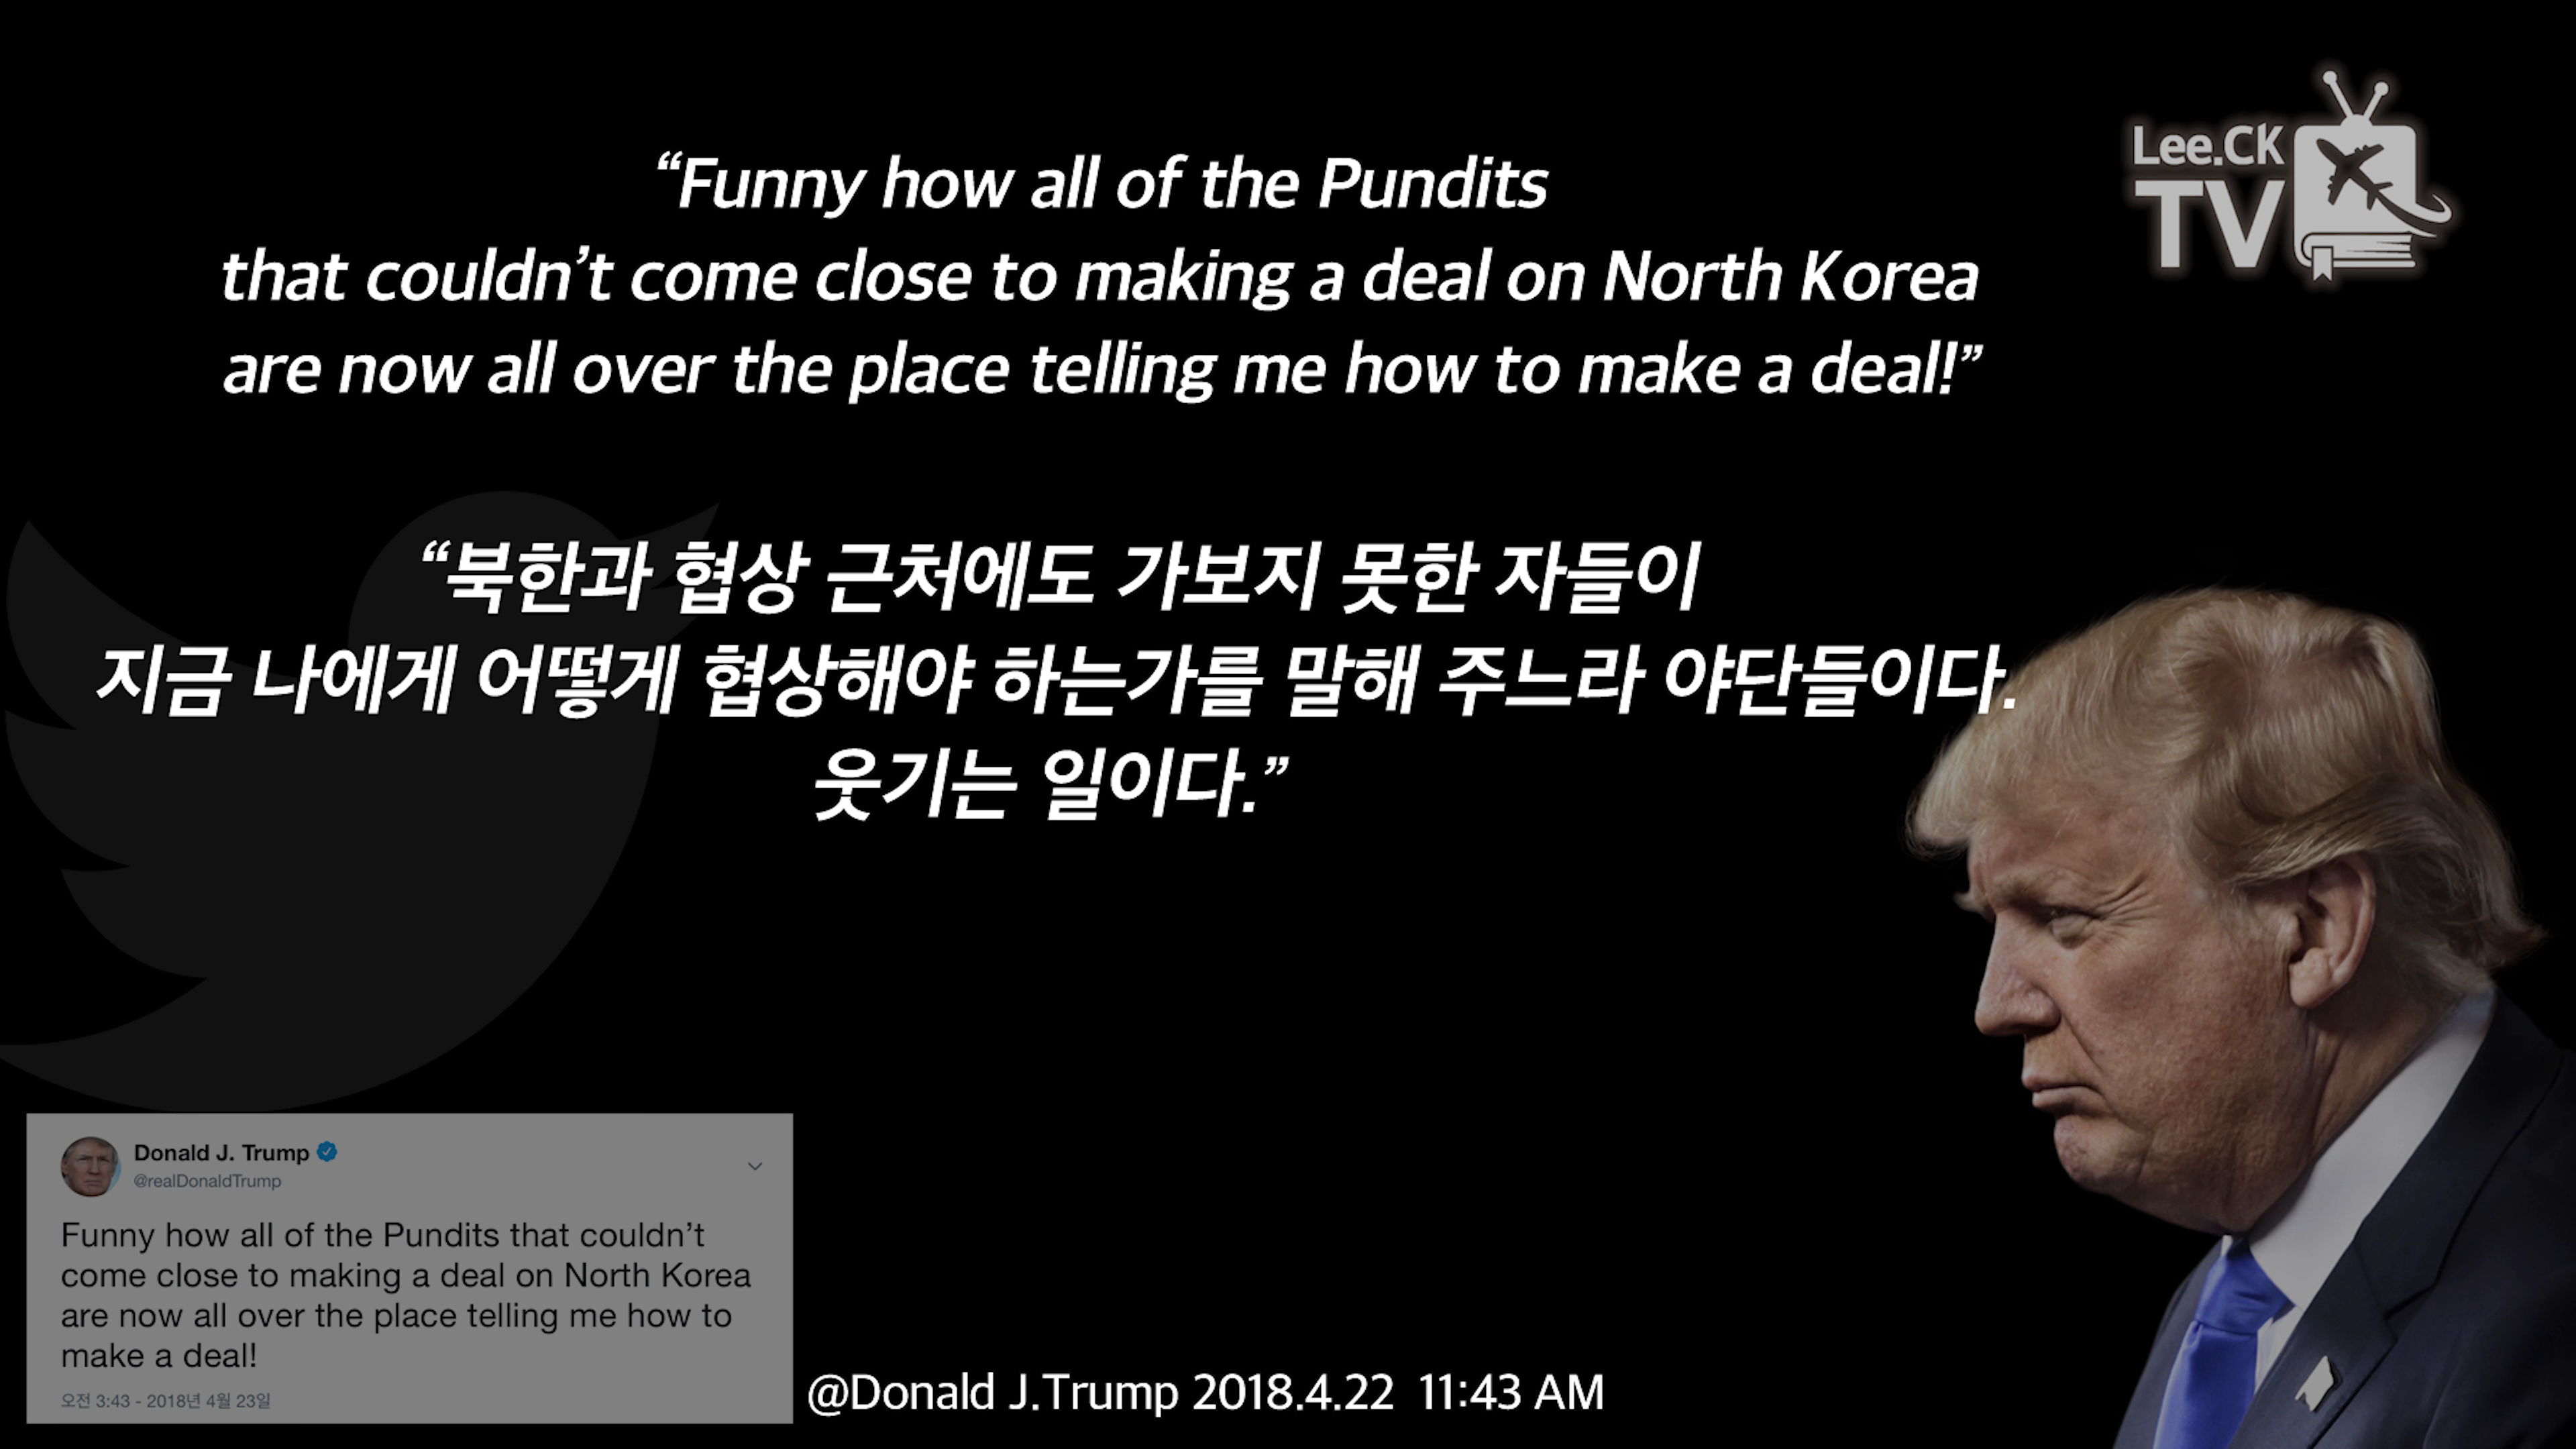 Lee.CK
TV
“Funny how all of the Pundits
that couldn’t come close to making a deal on North Korea
are now all over the place telling me how to make a deal!”
“북한과 협상 근처에도 가보지 못한 자들이
지금 나에게 어떻게 협상해야 하는가를 말해 주느라 야단들이다.
웃기는 일이다.”
Donald J. Trump
@realDonaldTrump
Funny how all of the Pundits that couldn’t
come close to making a deal on North Korea
are now all over the place telling me how to
make a deal!
오전 3:43 - 2018년 4월 23일
@Donald J.Trump 2018.4.22 11:43 AM